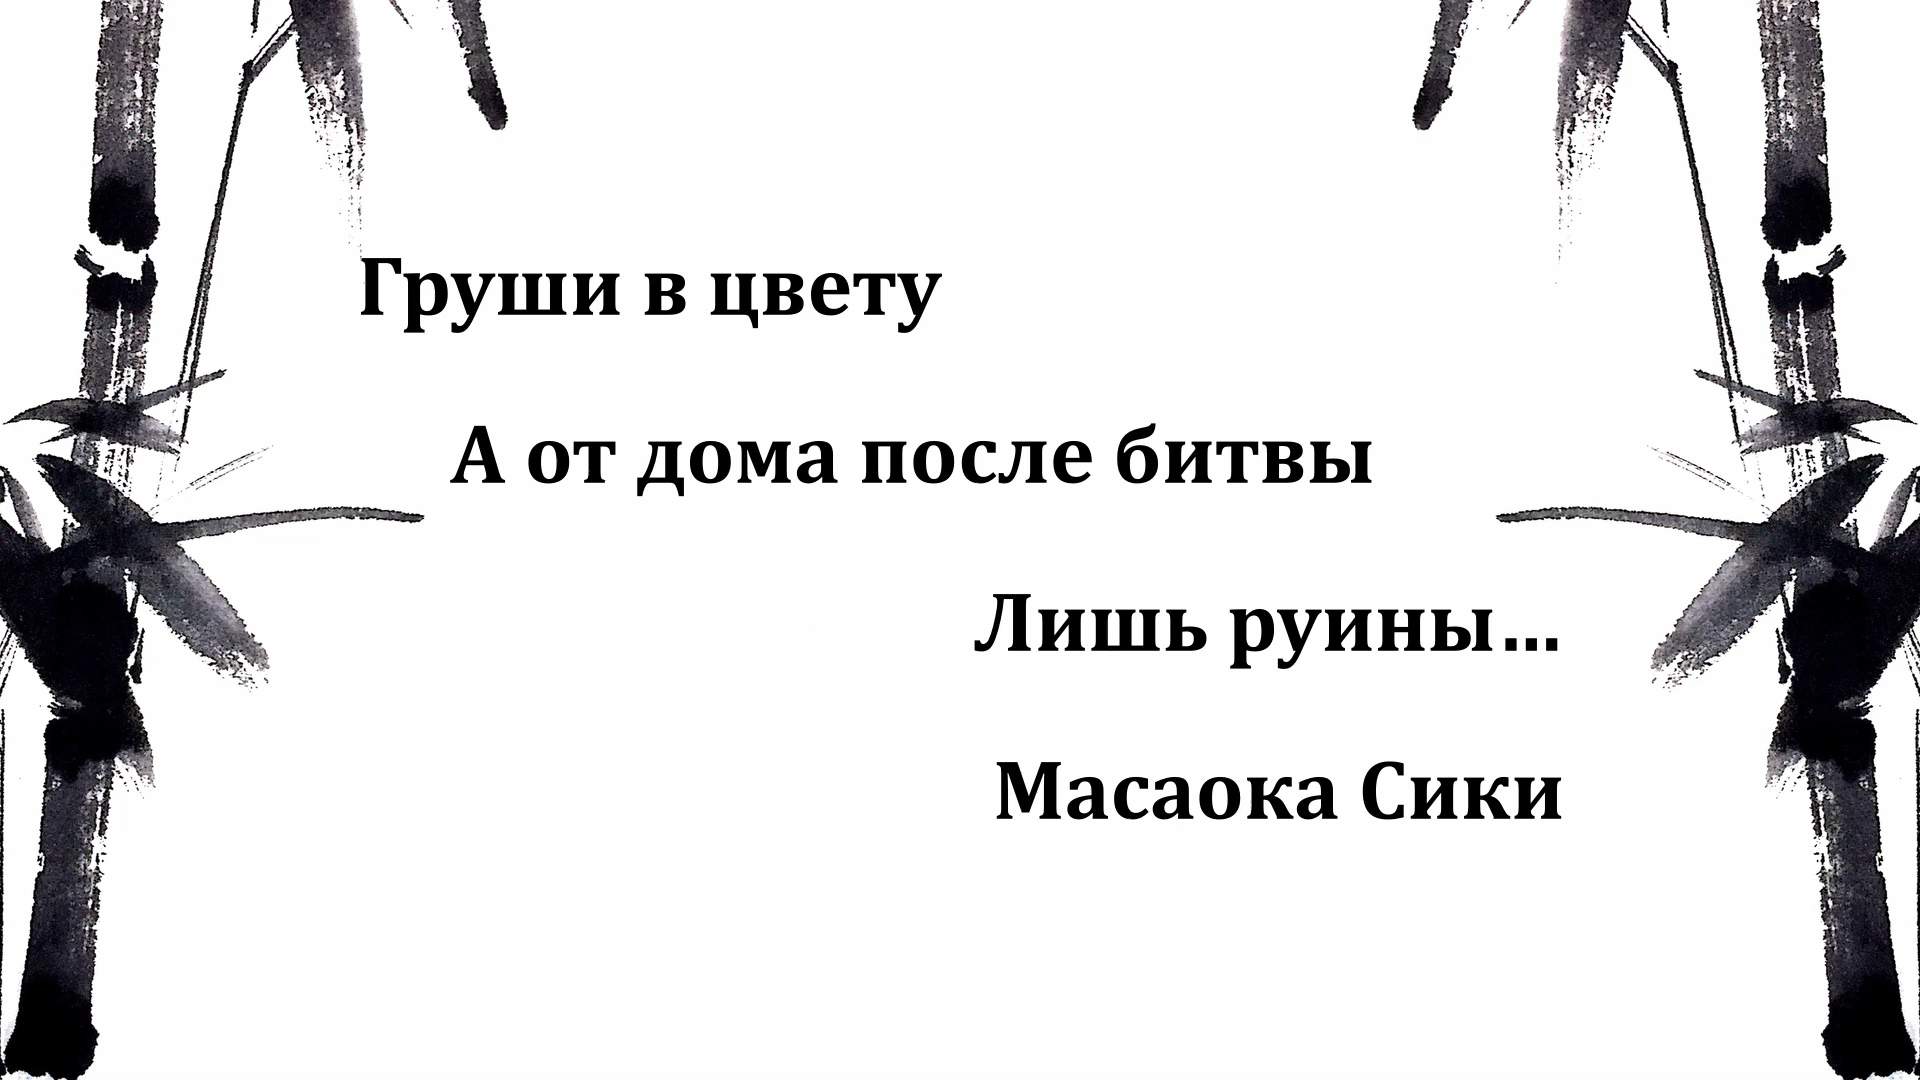 Груши в цвету
А от дома после битвы
Лишь руины…
Масаока Сики